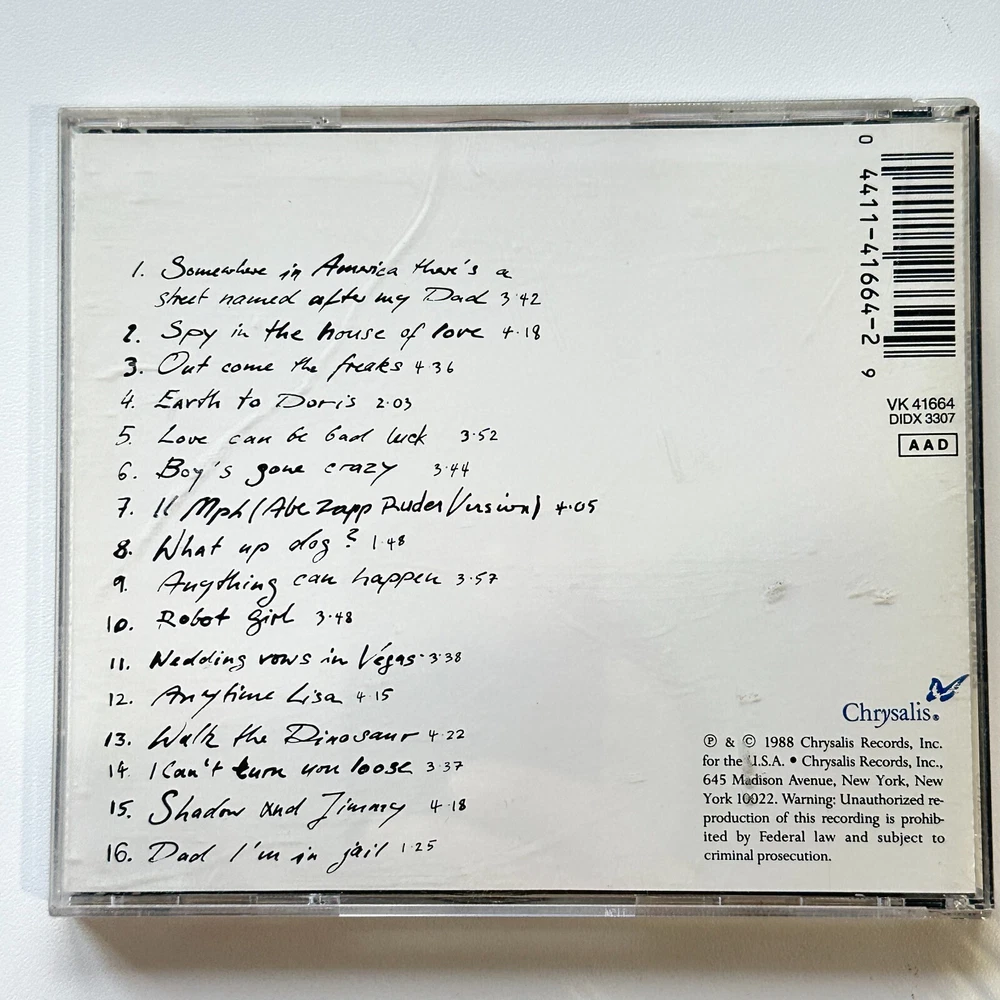 1. Somewhere in America there's a
street named after my Dad 3·42
2. Spy in the house of love 4·18
3. Out come the freaks 4 36
4. Earth to Doris 2·03
5. Love can be bad luck 3·52
6. Boy's gone crazy 3·44
7. 11 Mph (Abe Zapp Ruder Version) 4·05
8. What up dog? 1·48
9. Anything can happen 3·57
10. Robot Girl 3·48
11. Wedding vows in Végas 3·38
12. Anytime Lisa 4·15
13. Walk the Dinosaur 4·22
14. I Can't turn you loose 3·37
15. Shadow and Jimmy 4·18
16. Dad I'm in jail 1·25
0 4411-41664-2 9
VK 41664
DIDX 3307
AAD
Chrysalis®
℗ & © 1988 Chrysalis Records, Inc.
for the U.S.A. • Chrysalis Records, Inc.,
645 Madison Avenue, New York, New
York 10022. Warning: Unauthorized re-
production of this recording is prohib-
ited by Federal law and subject to
criminal prosecution.